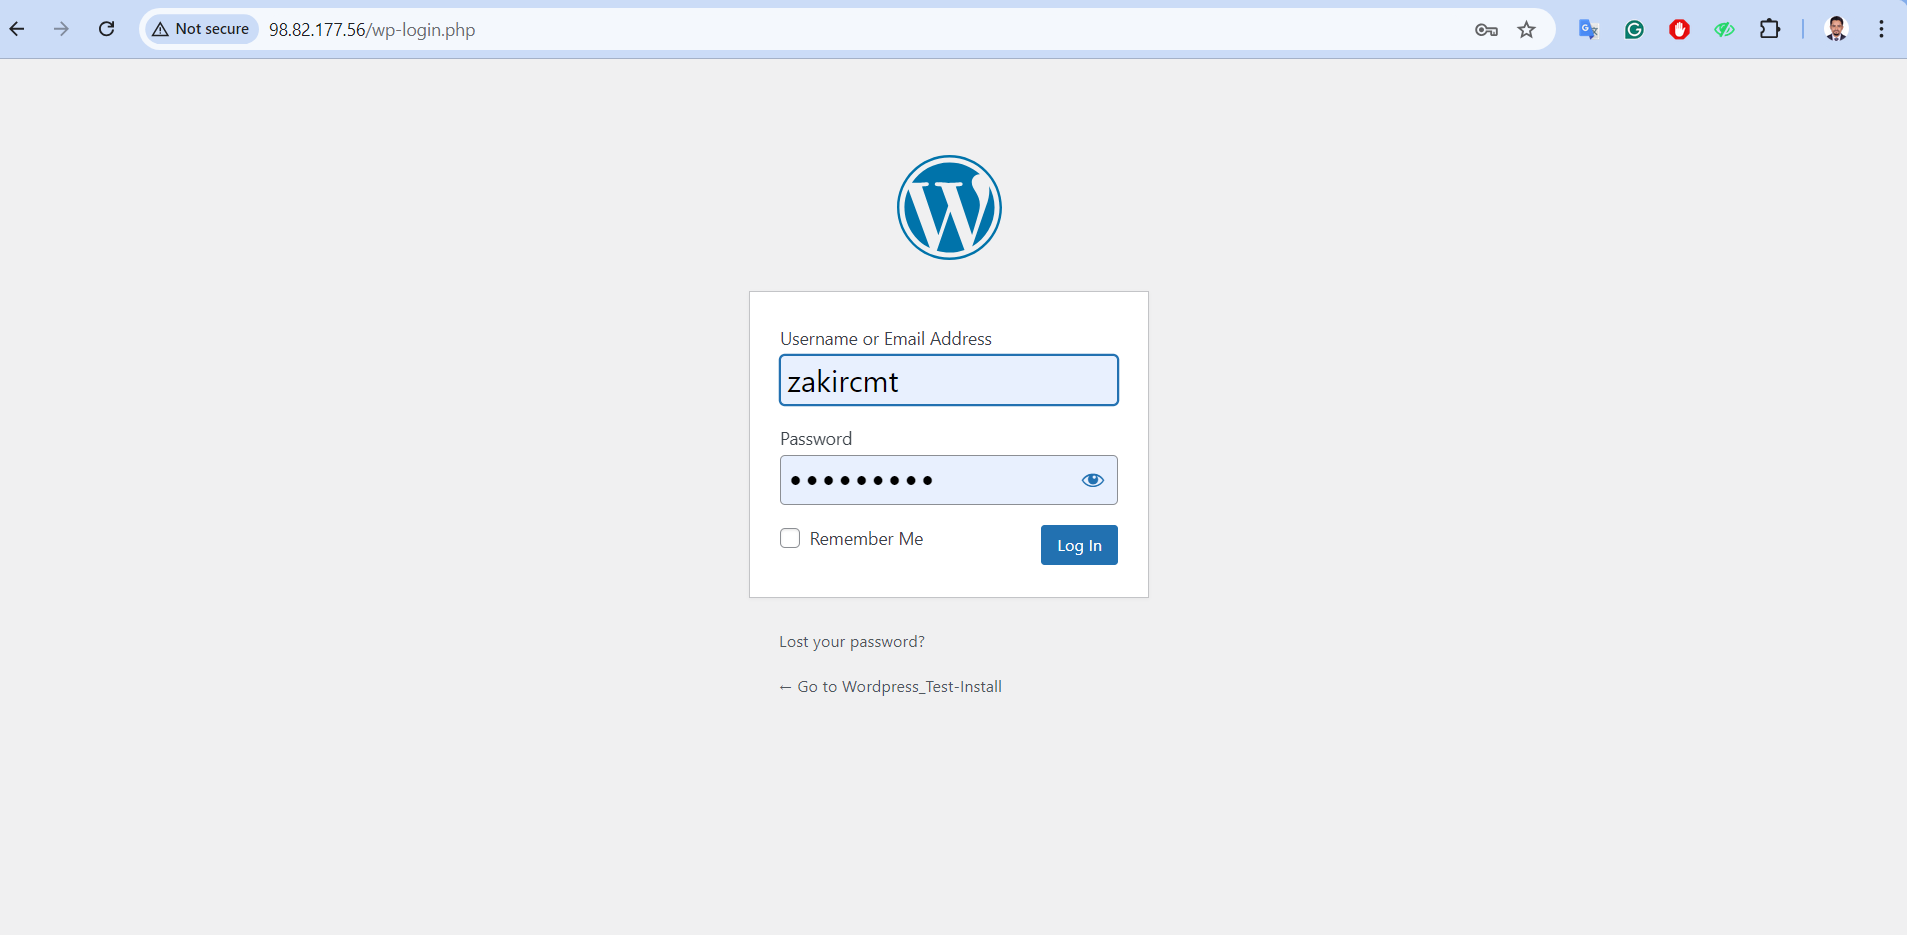 Not secure 98.82.177.56/wp-login.php
Username or Email Address
zakircmt
Password
•••••••••
Remember Me
Log In
Lost your password?
← Go to Wordpress_Test-Install